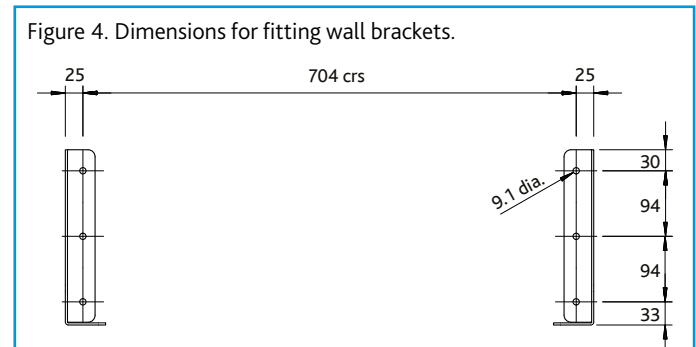 Figure 4. Dimensions for fitting wall brackets.
25 704 crs 25
30
9.1 dia.
94
94
33